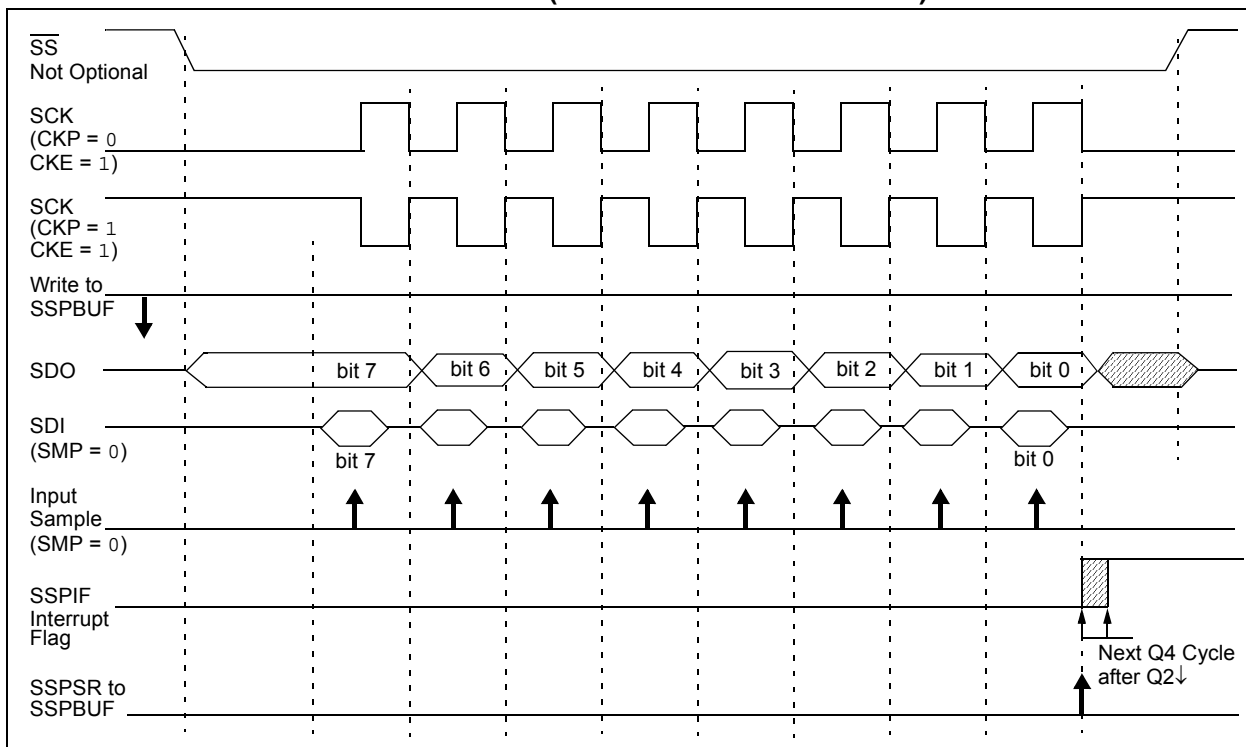 SS
Not Optional
SCK
(CKP = 0
CKE = 1)
SCK
(CKP = 1
CKE = 1)
Write to
SSPBUF
SDO
bit 7 bit 6 bit 5 bit 4 bit 3 bit 2 bit 1 bit 0
SDI
(SMP = 0)
bit 7 bit 0
Input
Sample
(SMP = 0)
SSPIF
Interrupt
Flag
Next Q4 Cycle
after Q2↓
SSPSR to
SSPBUF